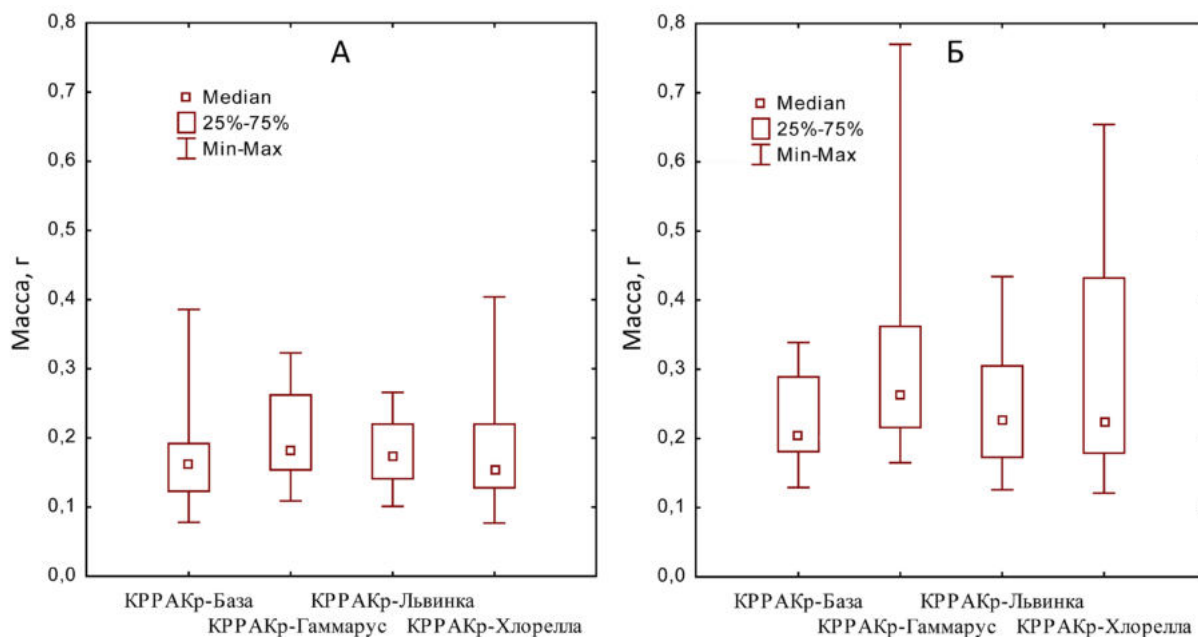 А
Масса, г
0,8
0,7
0,6
0,5
0,4
0,3
0,2
0,1
0,0
Median
25%-75%
Min-Max
КРРАКр-База
КРРАКр-Гаммарус
КРРАКр-Львинка
КРРАКр-Хлорелла
Б
Масса, г
0,8
0,7
0,6
0,5
0,4
0,3
0,2
0,1
0,0
Median
25%-75%
Min-Max
КРРАКр-База
КРРАКр-Гаммарус
КРРАКр-Львинка
КРРАКр-Хлорелла